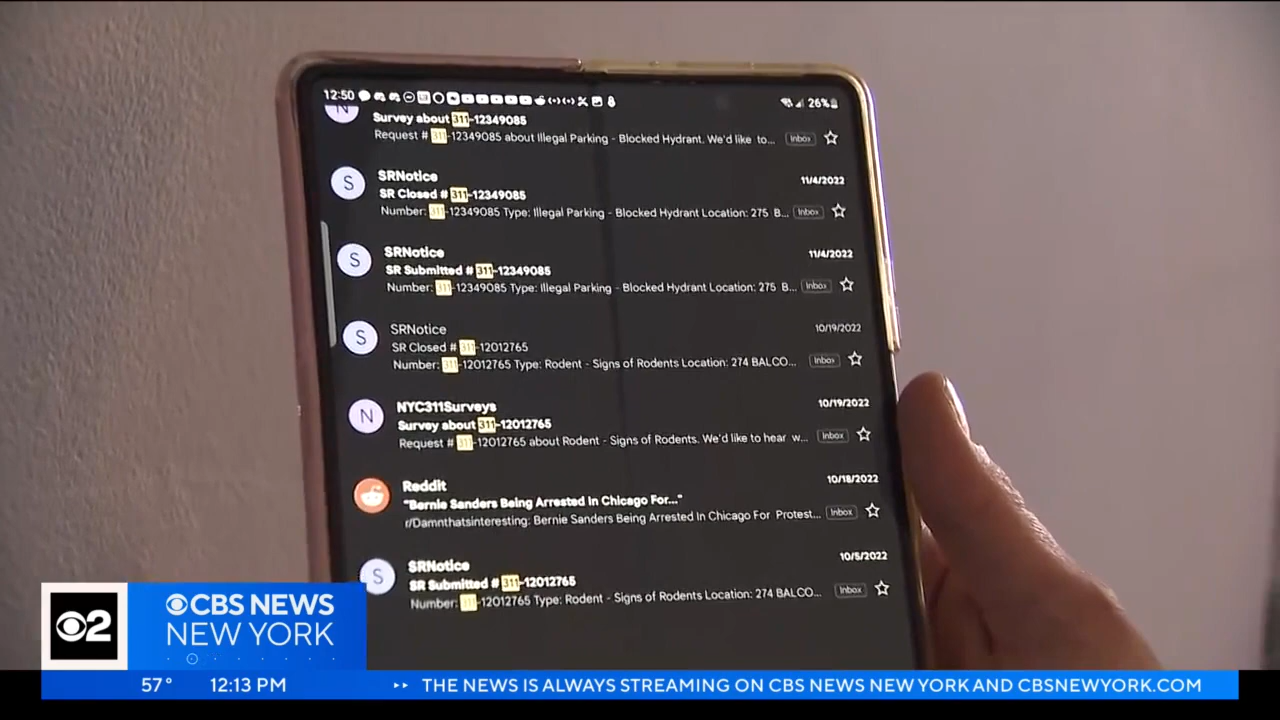 12:50
26%
N
Survey about 311-12349085
Request # 311-12349085 about Illegal Parking - Blocked Hydrant. We'd like to...
Inbox
SRNotice
11/4/2022
S
SR Closed # 311-12349085
Number: 311-12349085 Type: Illegal Parking - Blocked Hydrant Location: 275 B...
Inbox
SRNotice
11/4/2022
S
SR Submitted # 311-12349085
Number: 311-12349085 Type: Illegal Parking - Blocked Hydrant Location: 275 B...
Inbox
SRNotice
10/19/2022
S
SR Closed # 311-12012765
Number: 311-12012765 Type: Rodent - Signs of Rodents Location: 274 BALCO...
Inbox
NYC311Surveys
10/19/2022
N
Survey about 311-12012765
Request # 311-12012765 about Rodent - Signs of Rodents. We'd like to hear w...
Inbox
Reddit
10/18/2022
"Bernie Sanders Being Arrested In Chicago For..."
r/Damnthatsinteresting: Bernie Sanders Being Arrested In Chicago For Protest...
Inbox
SRNotice
10/5/2022
S
SR Submitted # 311-12012765
Number: 311-12012765 Type: Rodent - Signs of Rodents Location: 274 BALCO...
Inbox
2
CBS NEWS
NEW YORK
57° 12:13 PM THE NEWS IS ALWAYS STREAMING ON CBS NEWS NEW YORK AND CBSNEWYORK.COM